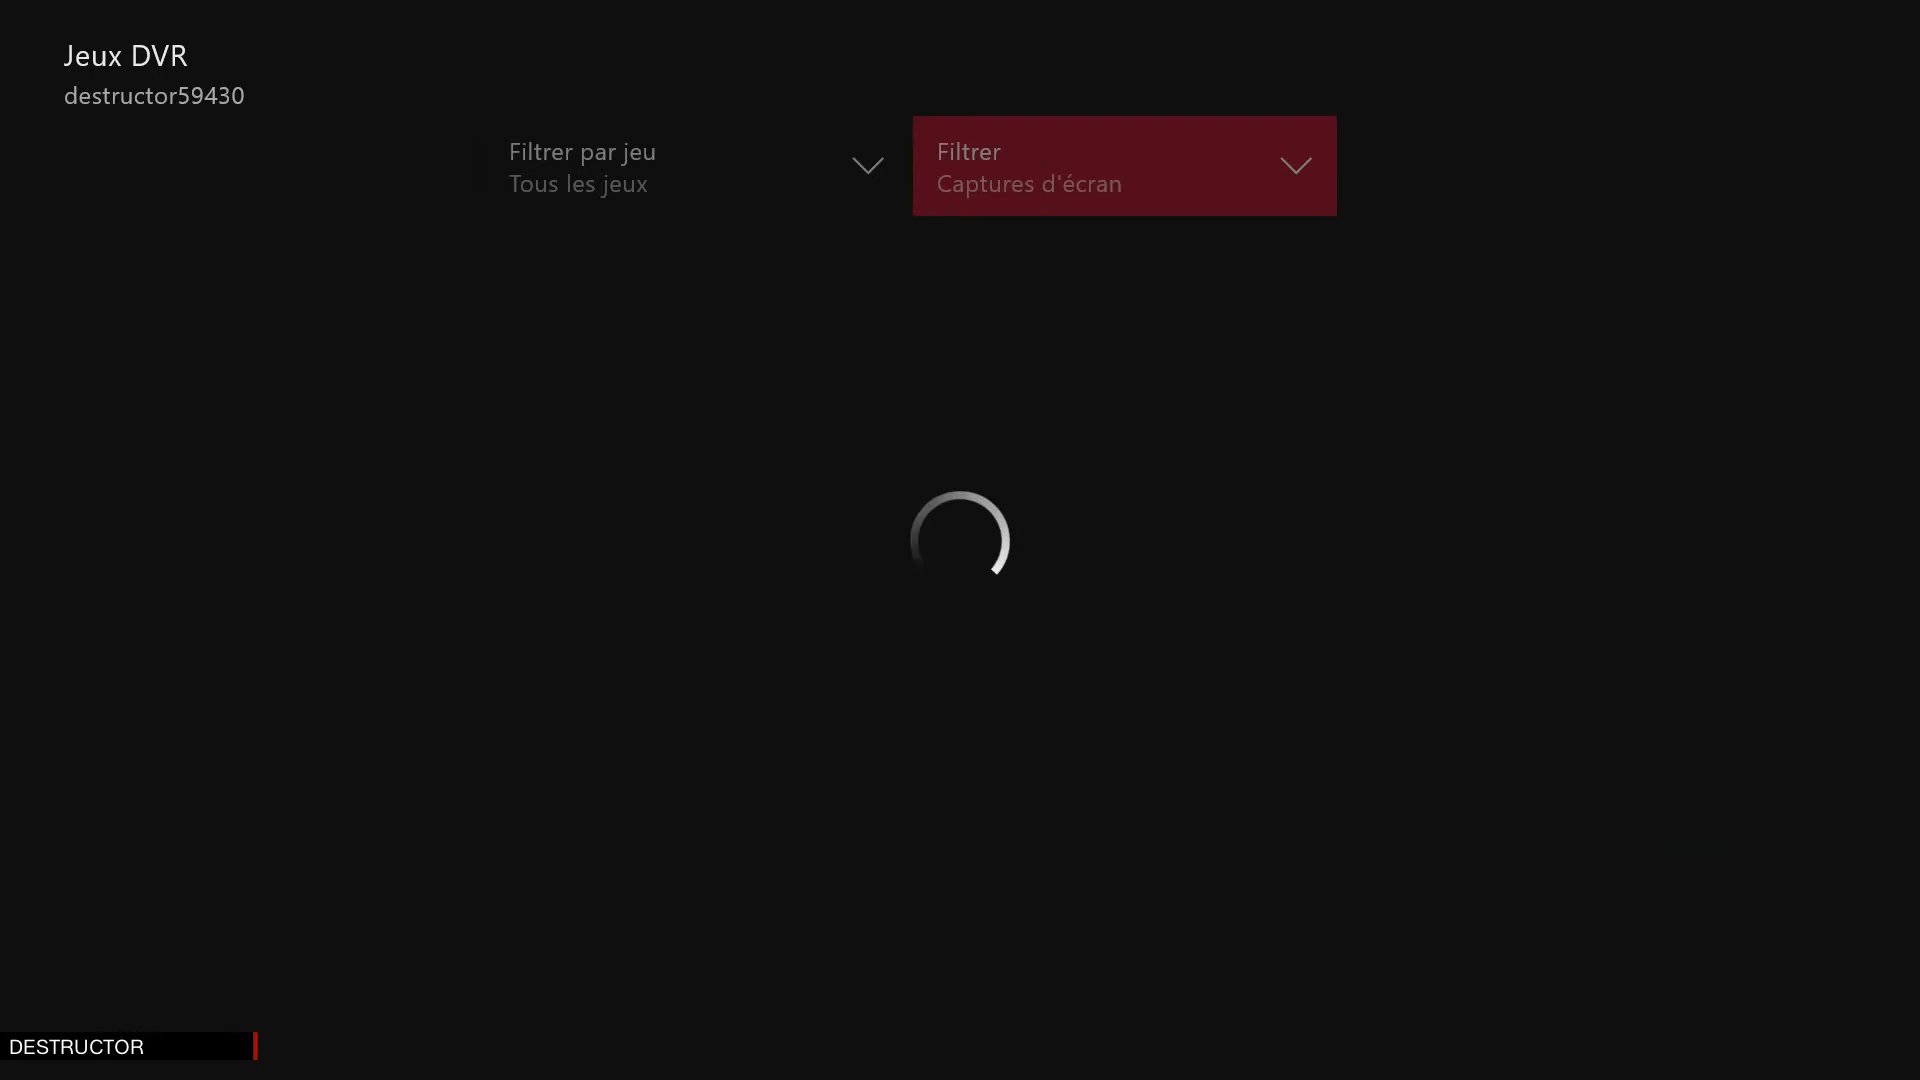 Jeux DVR
destructor59430
Filtrer par jeu
Tous les jeux
Filtrer
Captures d'écran
DESTRUCTOR